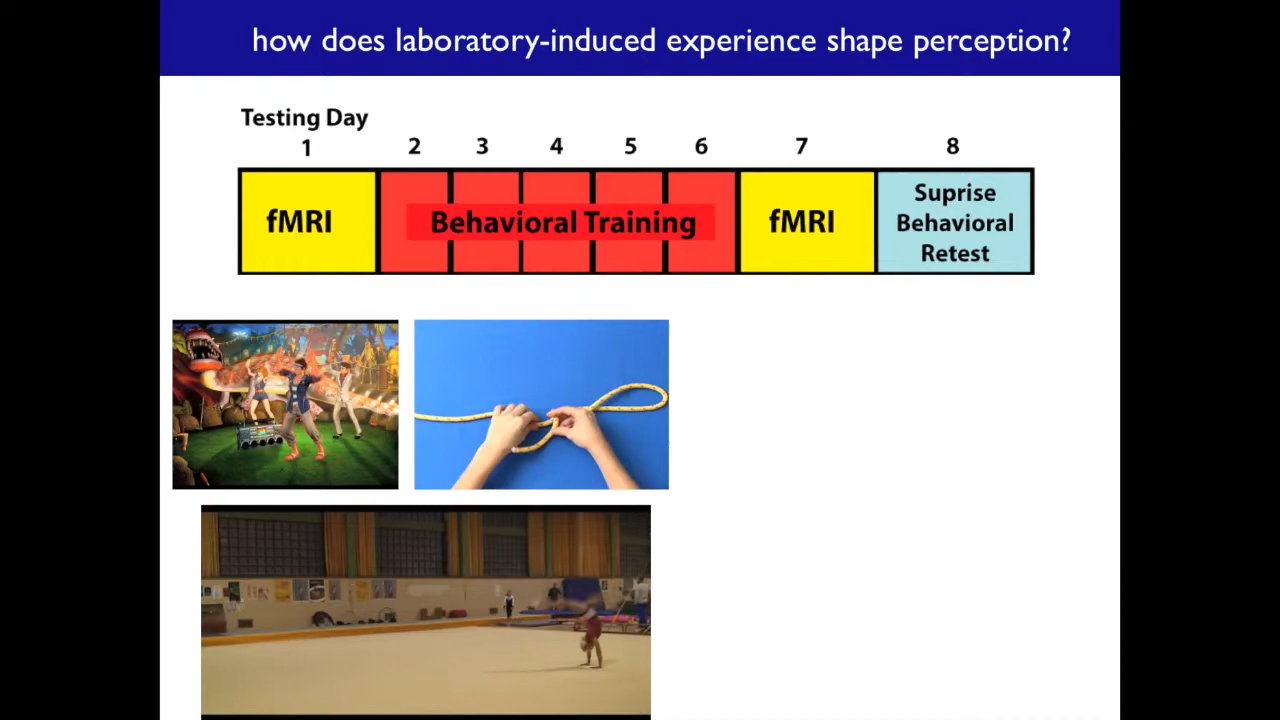 how does laboratory-induced experience shape perception?
Testing Day
1 2 3 4 5 6 7 8
fMRI
Behavioral Training
fMRI
Suprise
Behavioral
Retest